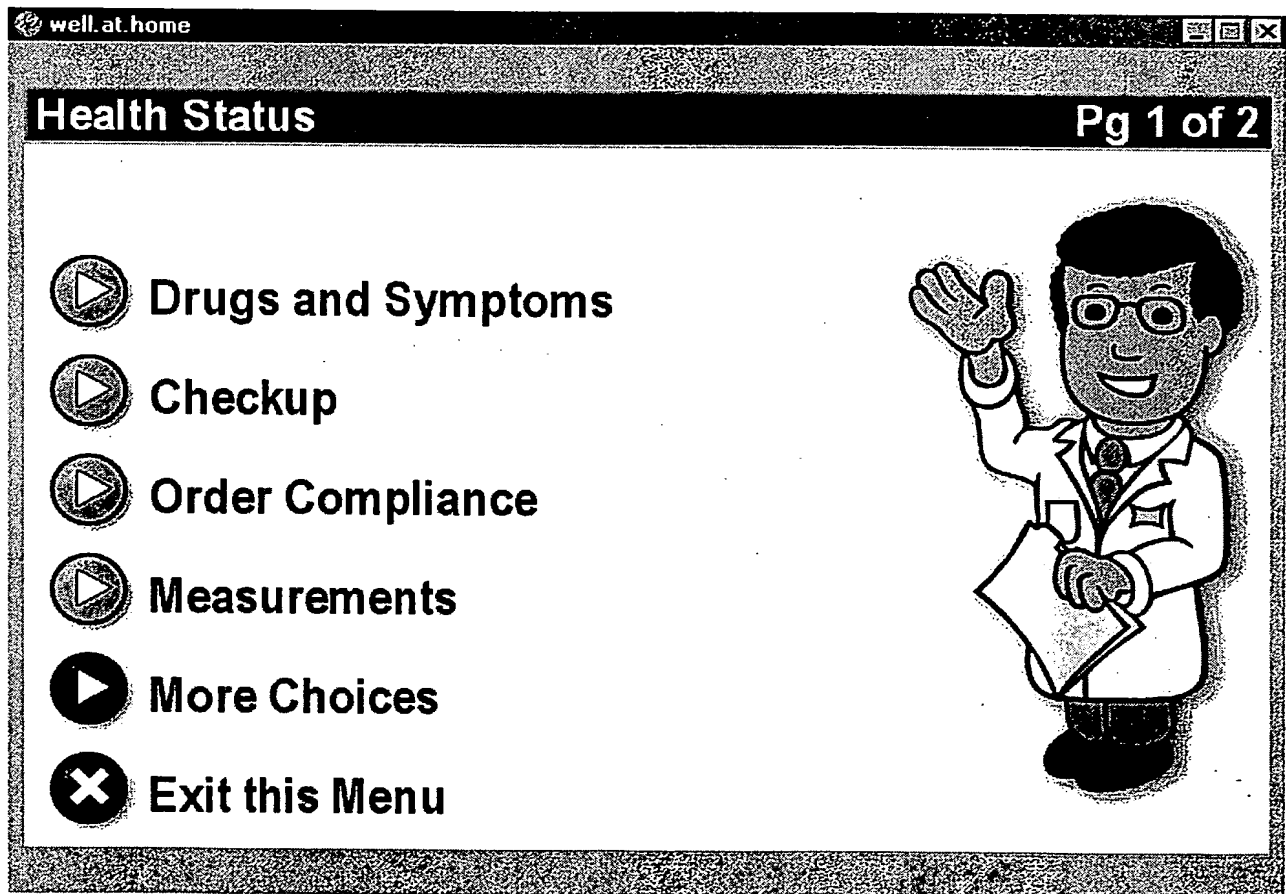 well.at.home
Health Status
Pg 1 of 2
Drugs and Symptoms
Checkup
Order Compliance
Measurements
More Choices
Exit this Menu